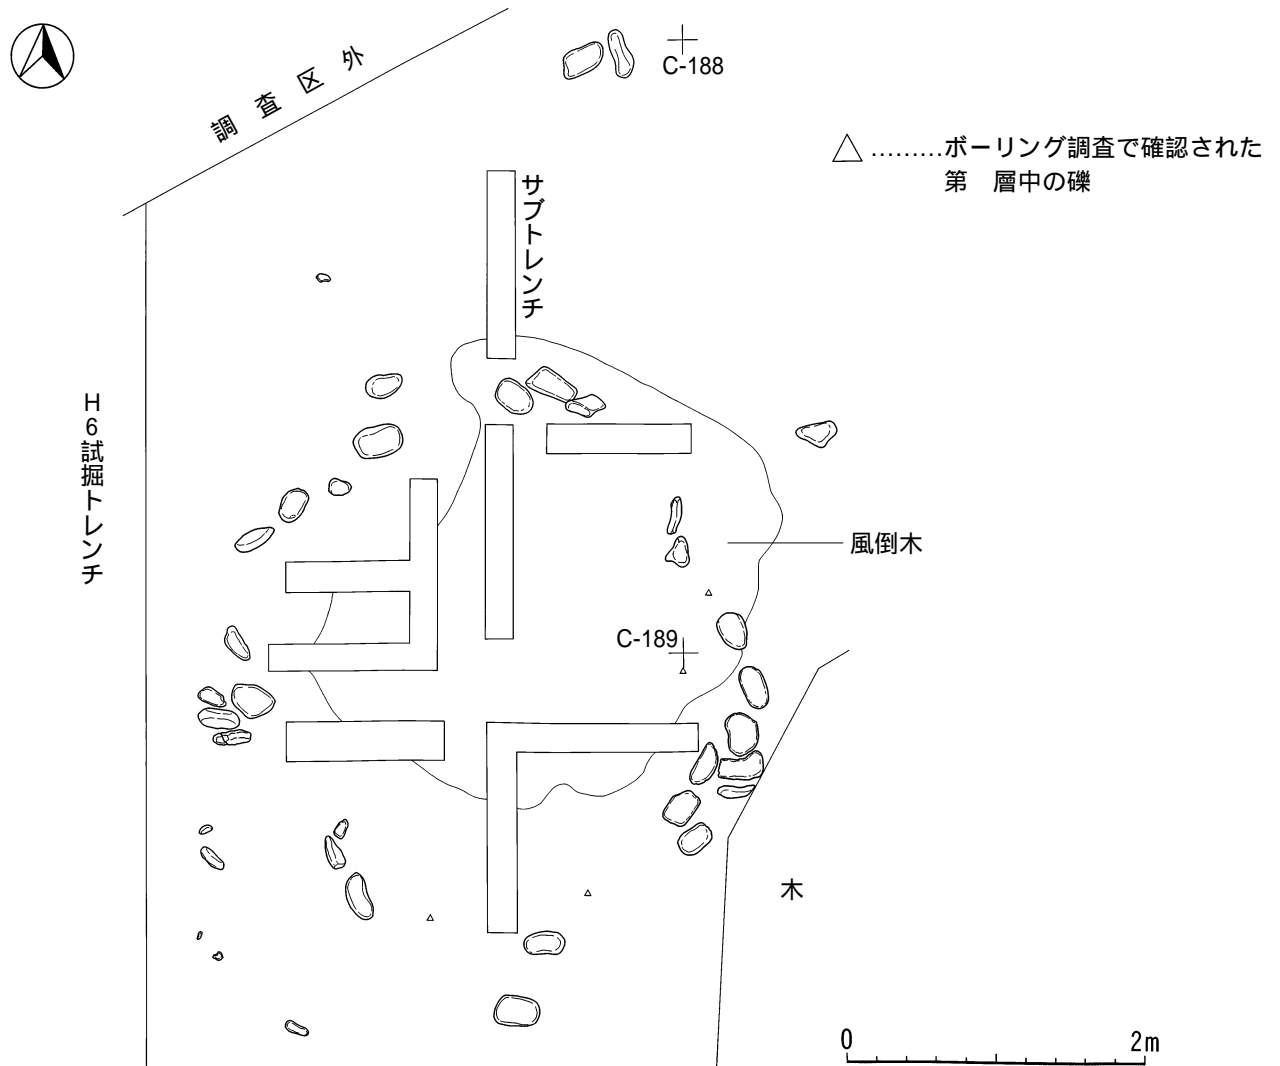 調査区外
C-188
△………ボーリング調査で確認された
第　層中の礫
サブトレンチ
H6試掘トレンチ
風倒木
C-189
木
0 2m